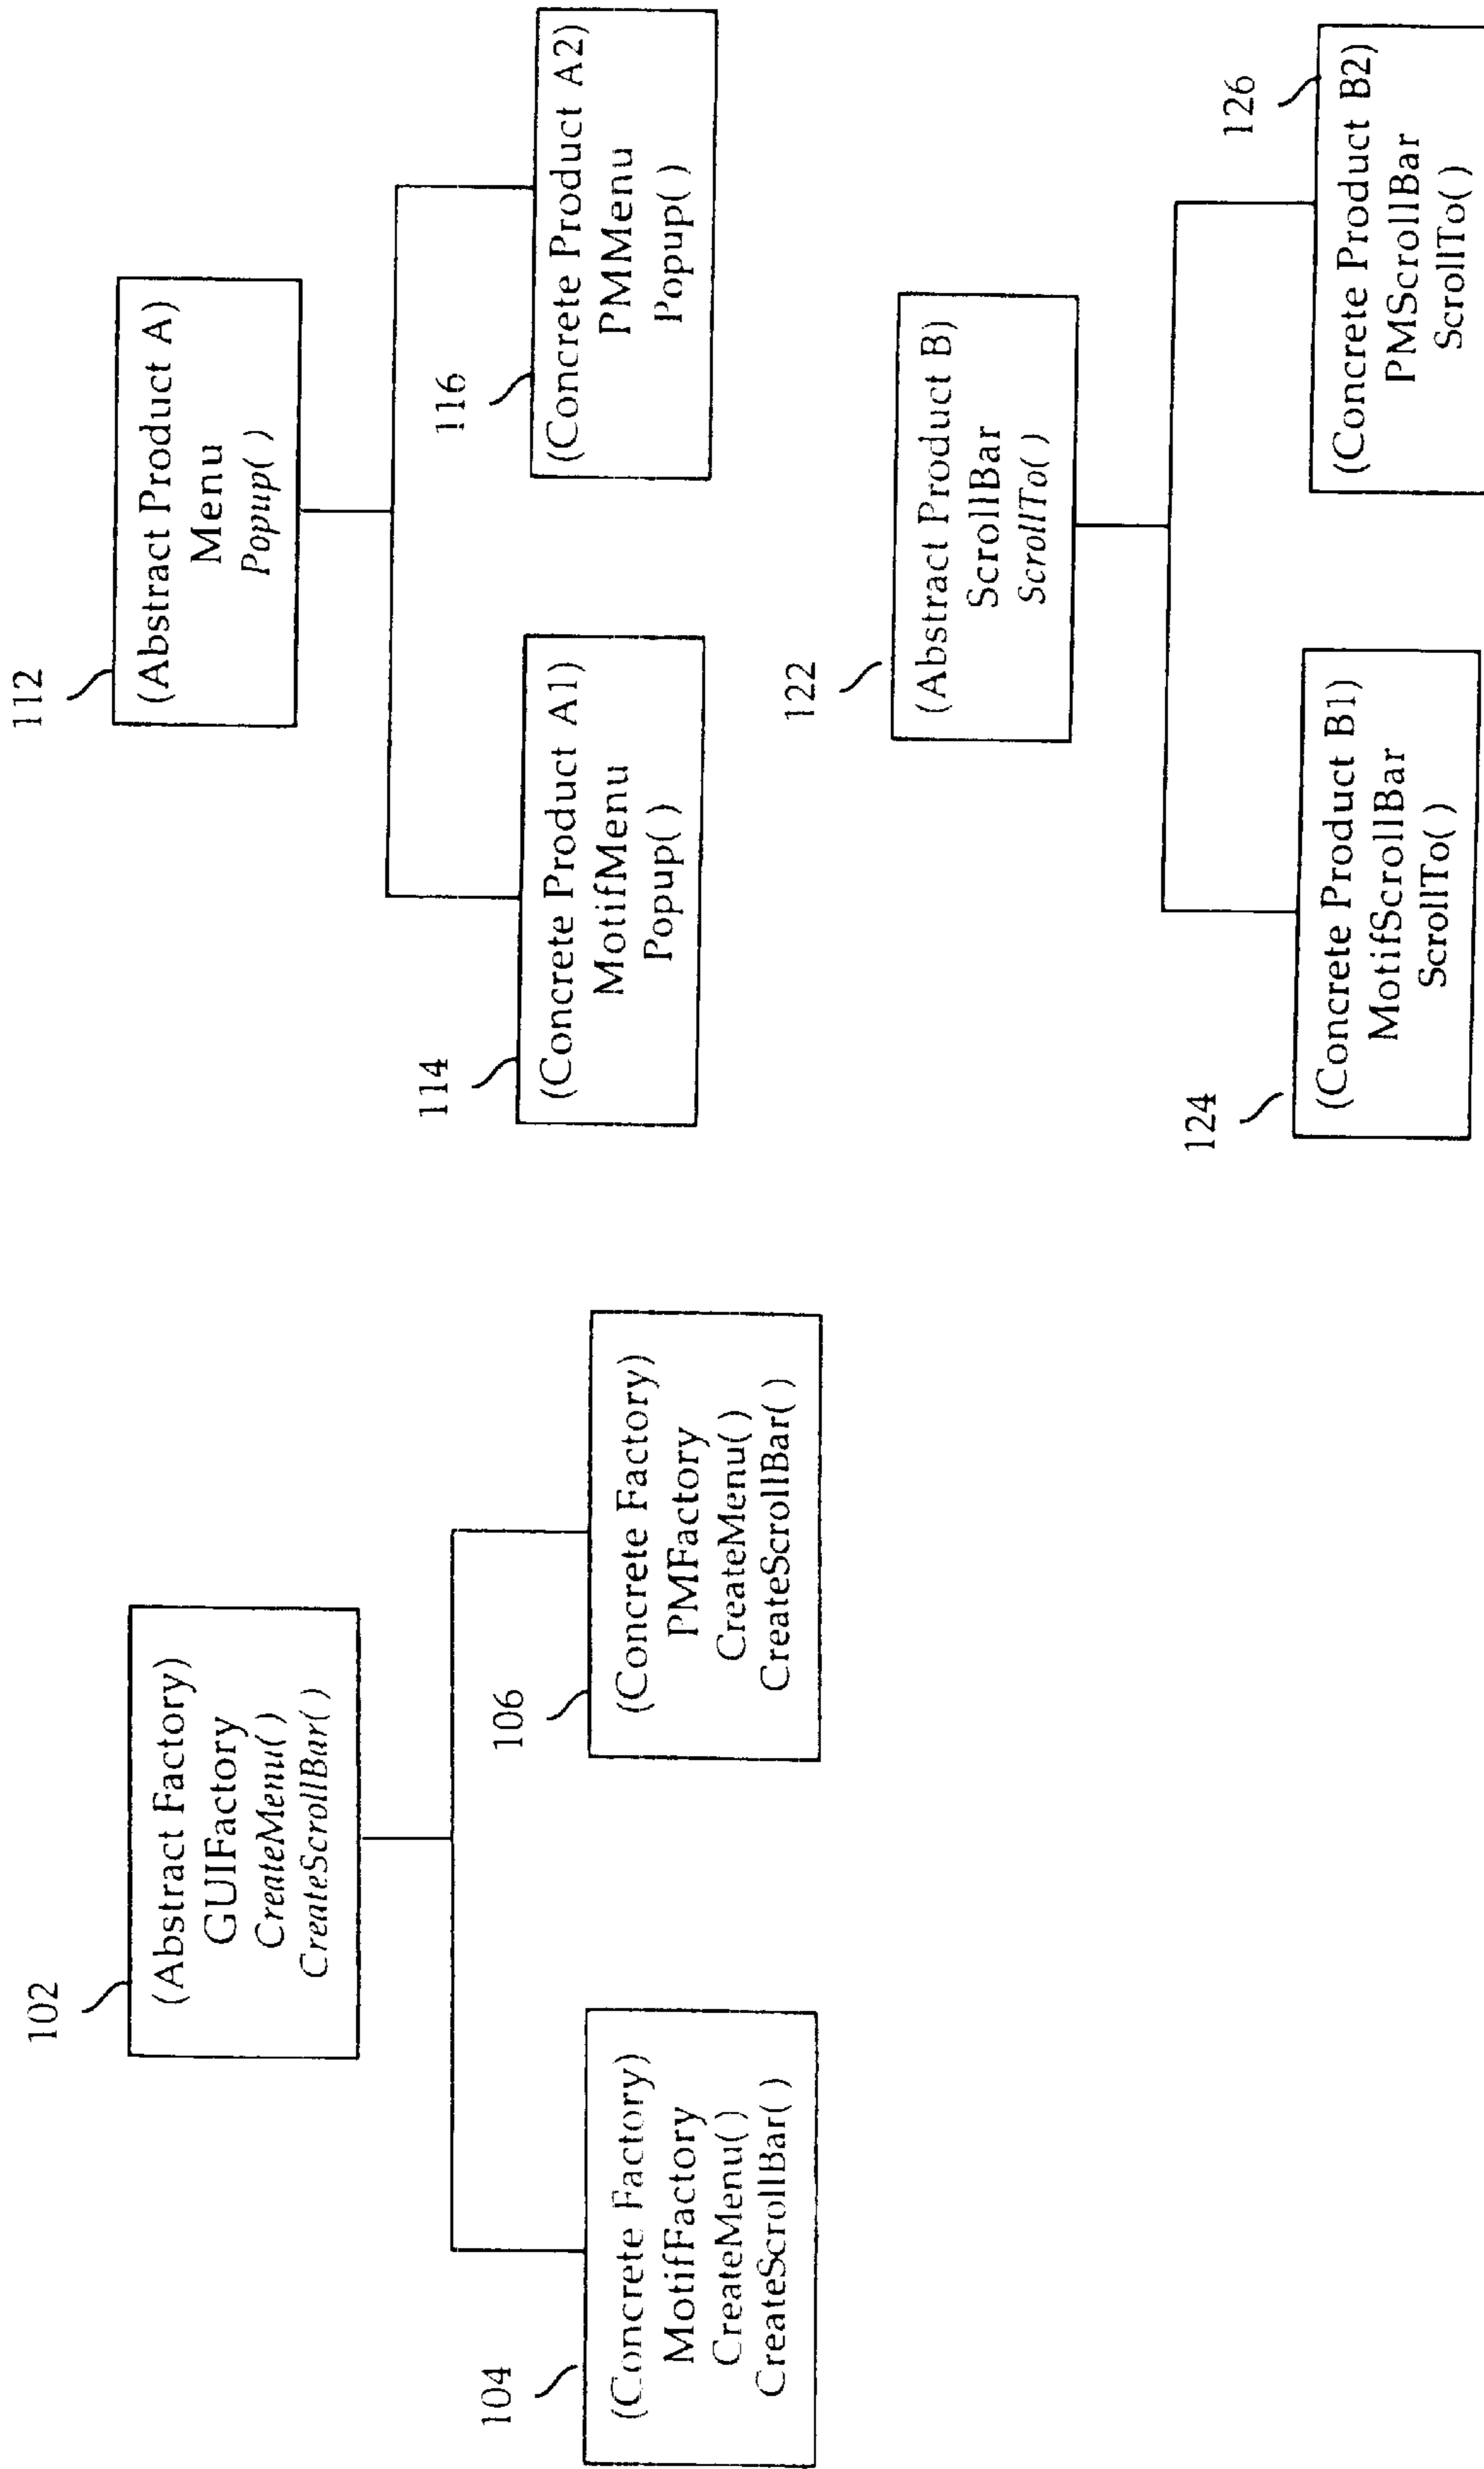 102
(Abstract Factory)
GUIFactory
CreateMenu( )
CreateScrollBar( )
104
(Concrete Factory)
MotifFactory
CreateMenu( )
CreateScrollBar( )
106
(Concrete Factory)
PMFactory
CreateMenu( )
CreateScrollBar( )
112
(Abstract Product A)
Menu
Popup( )
114
(Concrete Product A1)
MotifMenu
Popup( )
116
(Concrete Product A2)
PMMenu
Popup( )
122
(Abstract Product B)
ScrollBar
ScrollTo( )
124
(Concrete Product B1)
MotifScrollBar
ScrollTo( )
126
(Concrete Product B2)
PMScrollBar
ScrollTo( )